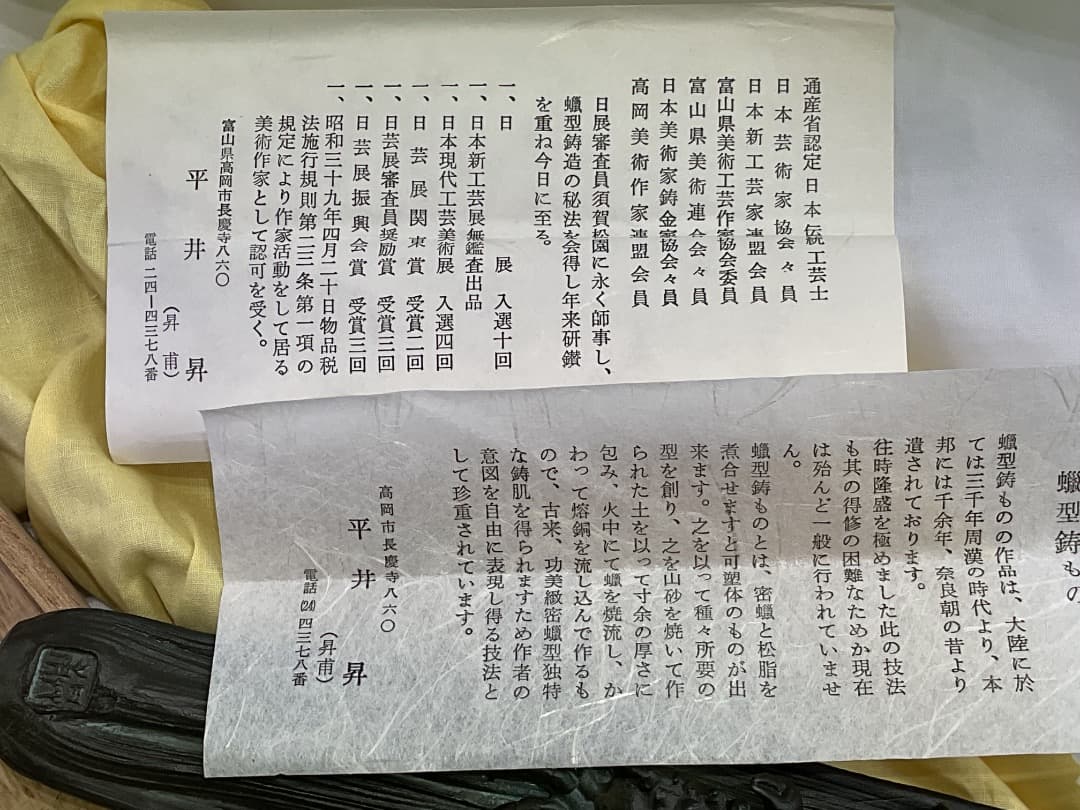 通産省認定日本伝統工芸士
日本芸術家協会々員
日本新工芸家連盟会員
富山県美術工芸作家協会委員
富山県美術連会々員
日本美術家鋳金家協会々員
高岡美術作家連盟会員
日展審査員須賀松園に永く師事し、
蠟型鋳造の秘法を会得し年来研鑚
を重ね今日に至る。
一、日展 入選十回
一、日本新工芸展無鑑査出品
一、日本現代工芸美術展 入選四回
一、日芸展関東賞 受賞二回
一、日芸展審査員奨励賞 受賞三回
一、日芸展振興会賞 受賞三回
一、昭和三十九年四月二十日物品税
法施行規則第二三条第一項の
規定により作家活動をして居る
美術作家として認可を受く。
富山県高岡市長慶寺八六〇
平井昇
(昇甫)
電話 二四ー四三七八番
蠟型鋳もの
蠟型鋳ものの作品は、大陸に於
ては三千年周漢の時代より、本
邦には千余年、奈良朝の昔より
遺されております。
往時隆盛を極めました此の技法
も其の得修の困難なためか現在
は殆んど一般に行われていませ
ん。
蠟型鋳ものとは、密蠟と松脂を
煮合せますと可塑体のものが出
来ます。之を以って種々所要の
型を創り、之を山砂を焼いて作
られた土を以って寸余の厚さに
包み、火中にて蠟を焼流し、か
わって熔銅を流し込んで作るも
ので、古来、功美緻密蠟型独特
な鋳肌を得られますため作者の
意図を自由に表現し得る技法と
して珍重されています。
高岡市長慶寺八六〇
平井昇
(昇甫)
電話 ㈹四三七八番